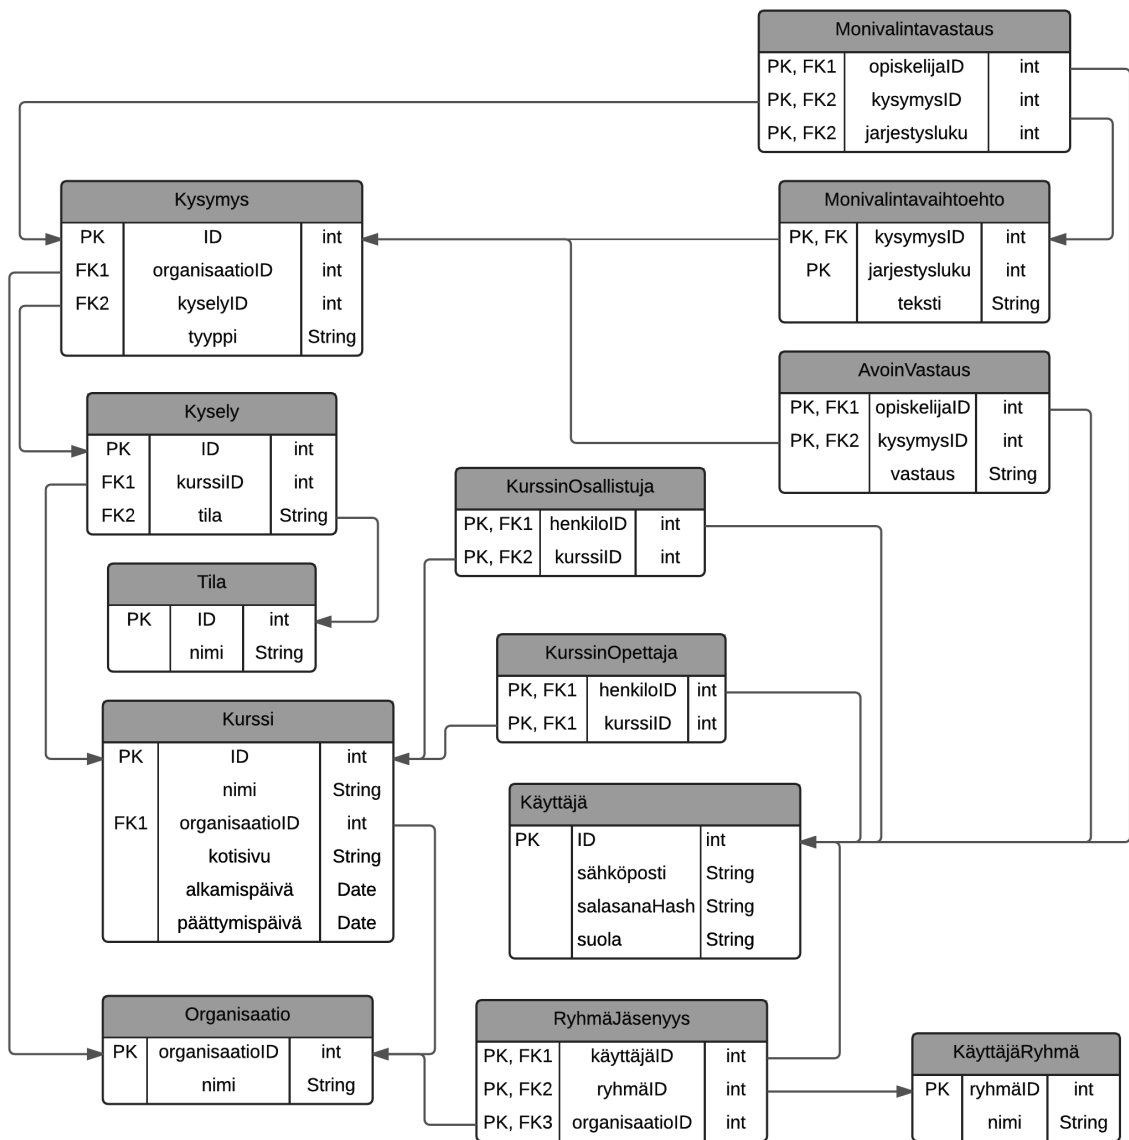 Monivalintavastaus
PK, FK1 opiskelijaID int
PK, FK2 kysymysID int
PK, FK2 jarjestysluku int
Kysymys
PK ID int
FK1 organisaatioID int
FK2 kyselyID int
tyyppi String
Monivalintavaihtoehto
PK, FK kysymysID int
PK jarjestysluku int
teksti String
AvoinVastaus
PK, FK1 opiskelijaID int
PK, FK2 kysymysID int
vastaus String
Kysely
PK ID int
FK1 kurssiID int
FK2 tila String
KurssinOsallistuja
PK, FK1 henkiloID int
PK, FK2 kurssiID int
Tila
PK ID int
nimi String
KurssinOpettaja
PK, FK1 henkiloID int
PK, FK1 kurssiID int
Kurssi
PK ID int
nimi String
FK1 organisaatioID int
kotisivu String
alkamispäivä Date
päättymispäivä Date
Käyttäjä
PK ID int
sähköposti String
salasanaHash String
suola String
Organisaatio
PK organisaatioID int
nimi String
RyhmäJäsenyys
PK, FK1 käyttäjäID int
PK, FK2 ryhmäID int
PK, FK3 organisaatioID int
KäyttäjäRyhmä
PK ryhmäID int
nimi String